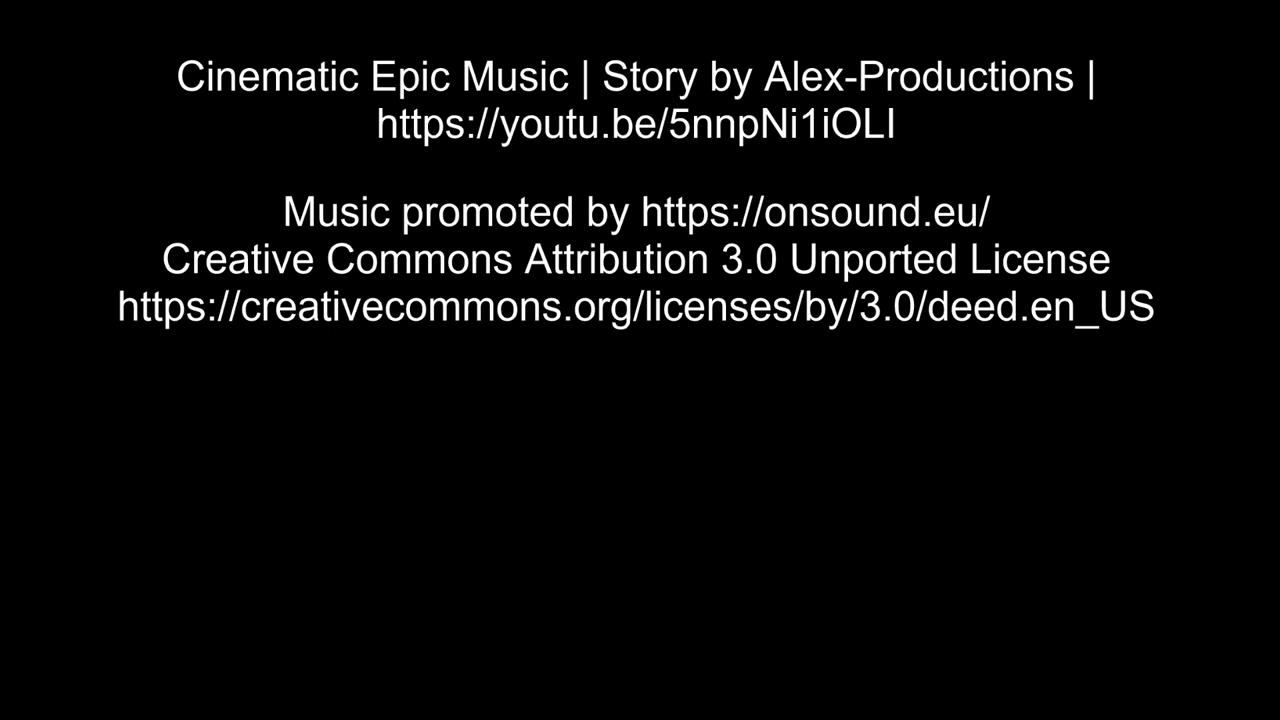 Cinematic Epic Music | Story by Alex-Productions |
https://youtu.be/5nnpNi1iOLI
Music promoted by https://onsound.eu/
Creative Commons Attribution 3.0 Unported License
https://creativecommons.org/licenses/by/3.0/deed.en_US